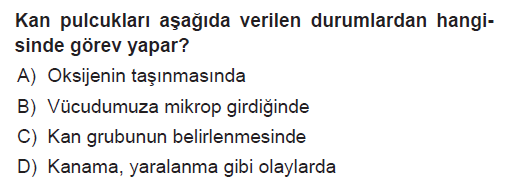 Kan pulcukları aşağıda verilen durumlardan hangi-
sinde görev yapar?
A) Oksijenin taşınmasında
B) Vücudumuza mikrop girdiğinde
C) Kan grubunun belirlenmesinde
D) Kanama, yaralanma gibi olaylarda